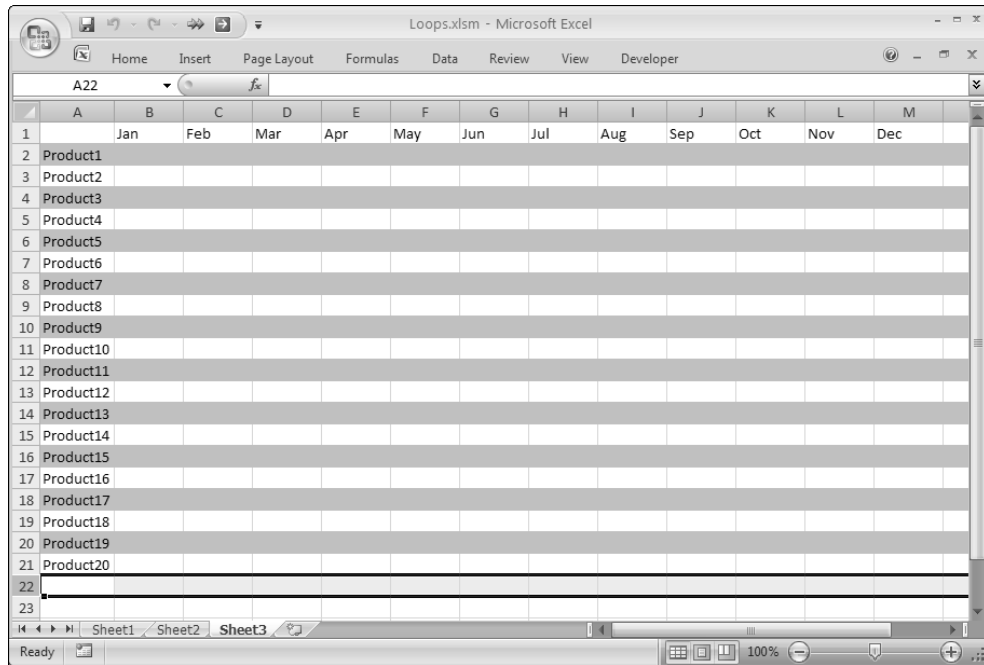 Loops.xlsm - Microsoft Excel
Home Insert Page Layout Formulas Data Review View Developer
A22 fx
A B C D E F G H I J K L M
1 Jan Feb Mar Apr May Jun Jul Aug Sep Oct Nov Dec
2 Product1
3 Product2
4 Product3
5 Product4
6 Product5
7 Product6
8 Product7
9 Product8
10 Product9
11 Product10
12 Product11
13 Product12
14 Product13
15 Product14
16 Product15
17 Product16
18 Product17
19 Product18
20 Product19
21 Product20
22
23
Sheet1 Sheet2 Sheet3
Ready 100%